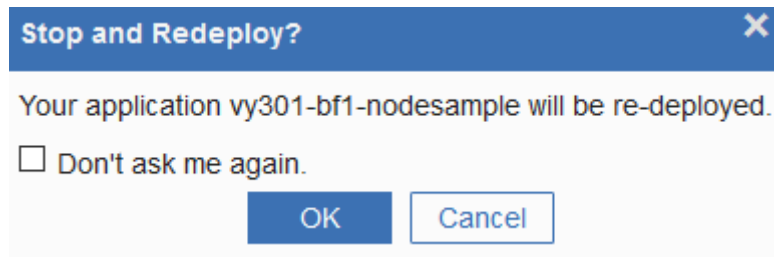 Stop and Redeploy?
Your application vy301-bf1-nodesample will be re-deployed.
Don't ask me again.
OK Cancel